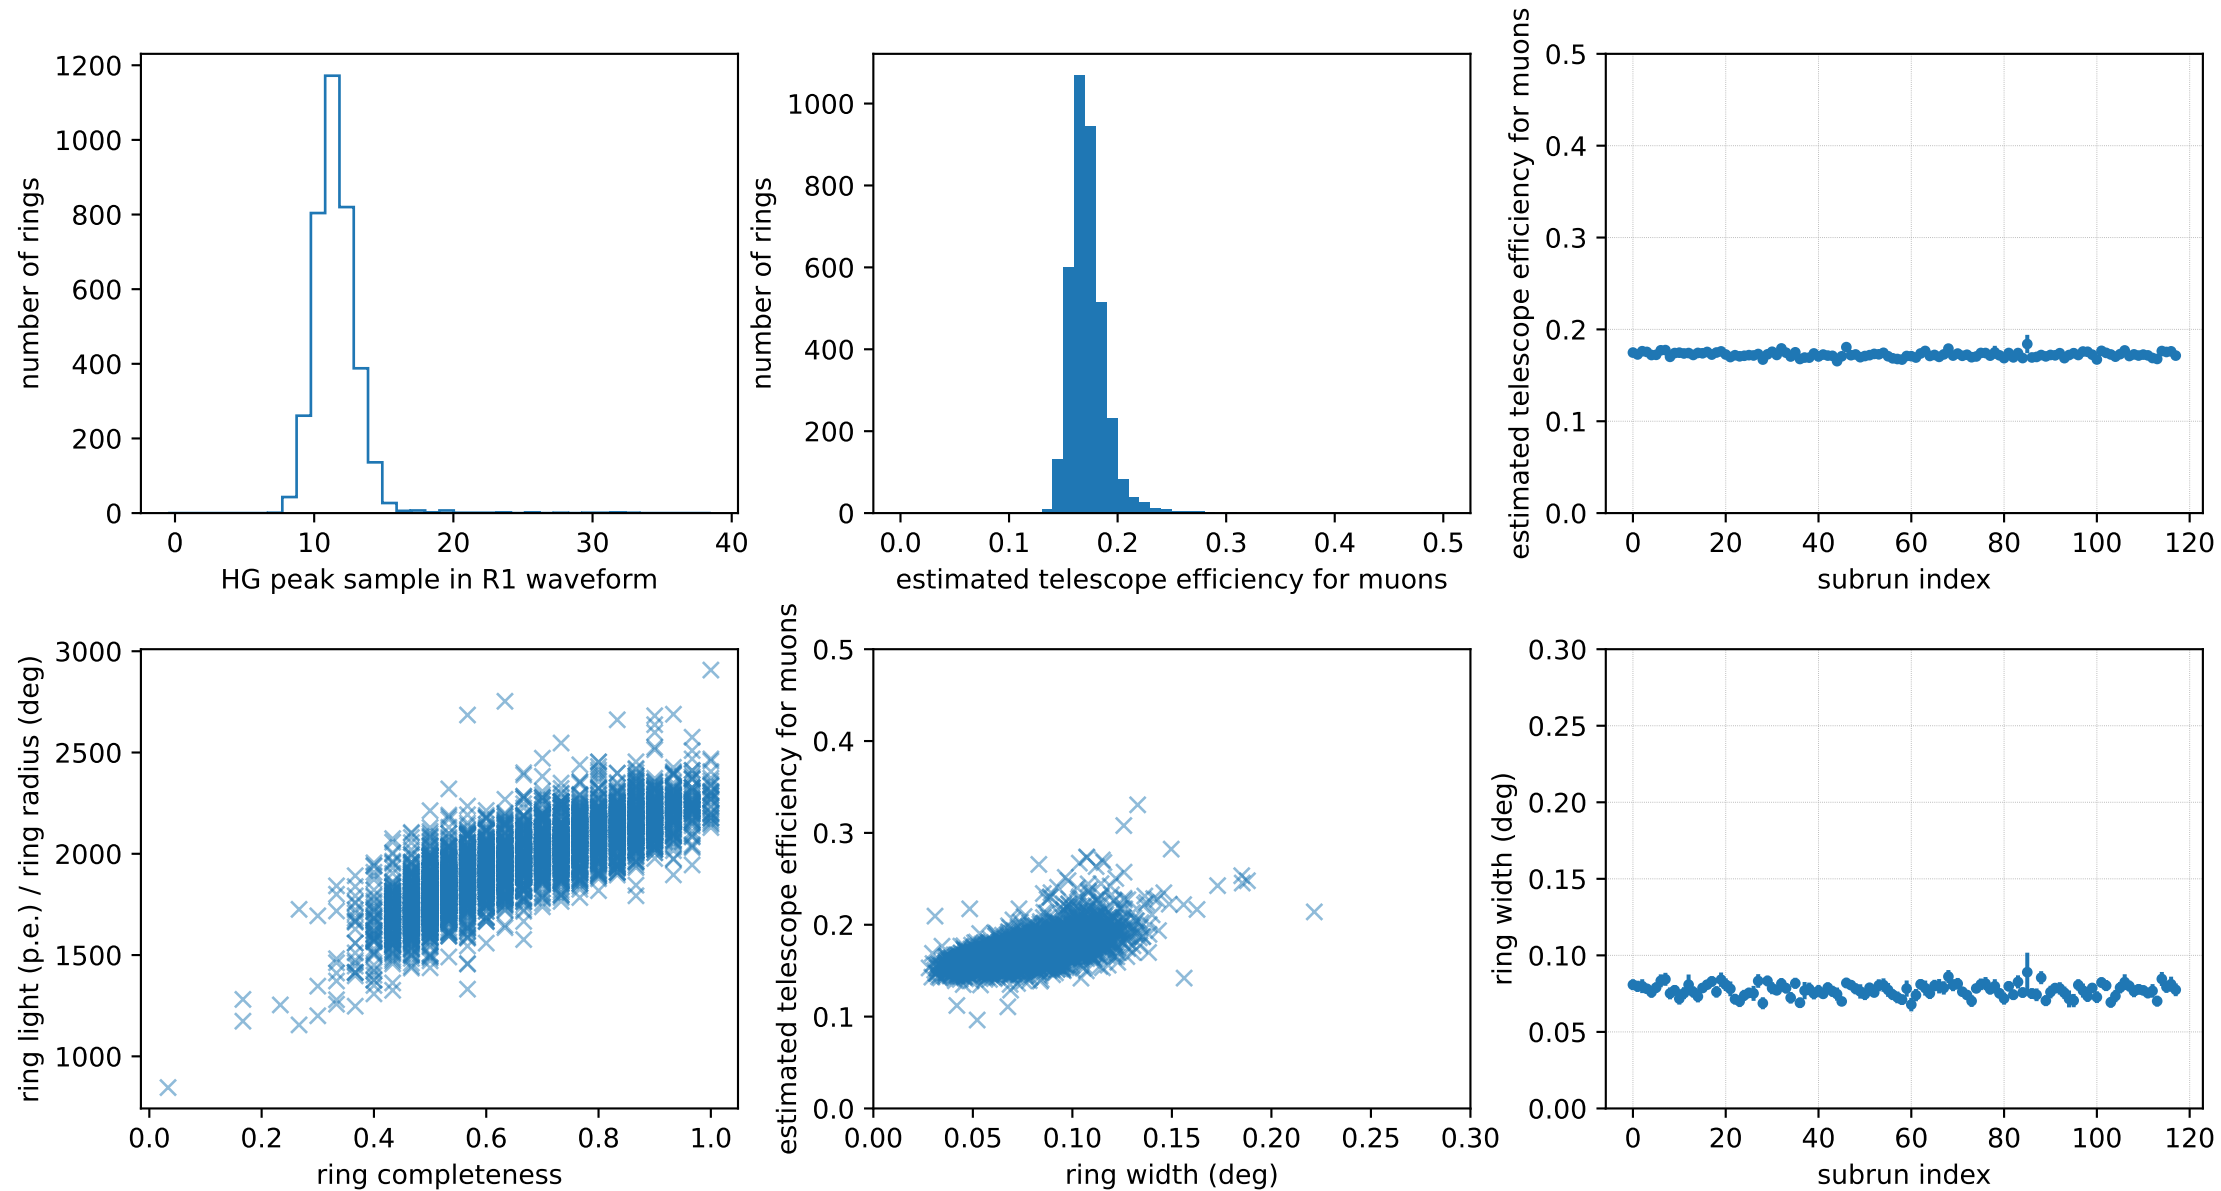 1200
1000
800
600
400
200
0
number of rings
0 10 20 30 40
HG peak sample in R1 waveform
1000
800
600
400
200
0
number of rings
0.0 0.1 0.2 0.3 0.4 0.5
estimated telescope efficiency for muons
0.5
0.4
0.3
0.2
0.1
0.0
estimated telescope efficiency for muons
0 20 40 60 80 100 120
subrun index
3000
2500
2000
1500
1000
ring light (p.e.) / ring radius (deg)
0.0 0.2 0.4 0.6 0.8 1.0
ring completeness
0.5
0.4
0.3
0.2
0.1
0.0
estimated telescope efficiency for muons
0.00 0.05 0.10 0.15 0.20 0.25 0.30
ring width (deg)
0.30
0.25
0.20
0.15
0.10
0.05
0.00
ring width (deg)
0 20 40 60 80 100 120
subrun index